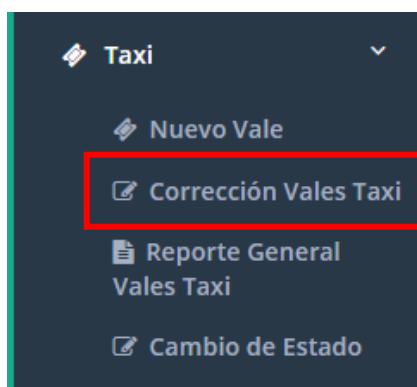 Taxi
Nuevo Vale
Corrección Vales Taxi
Reporte General
Vales Taxi
Cambio de Estado